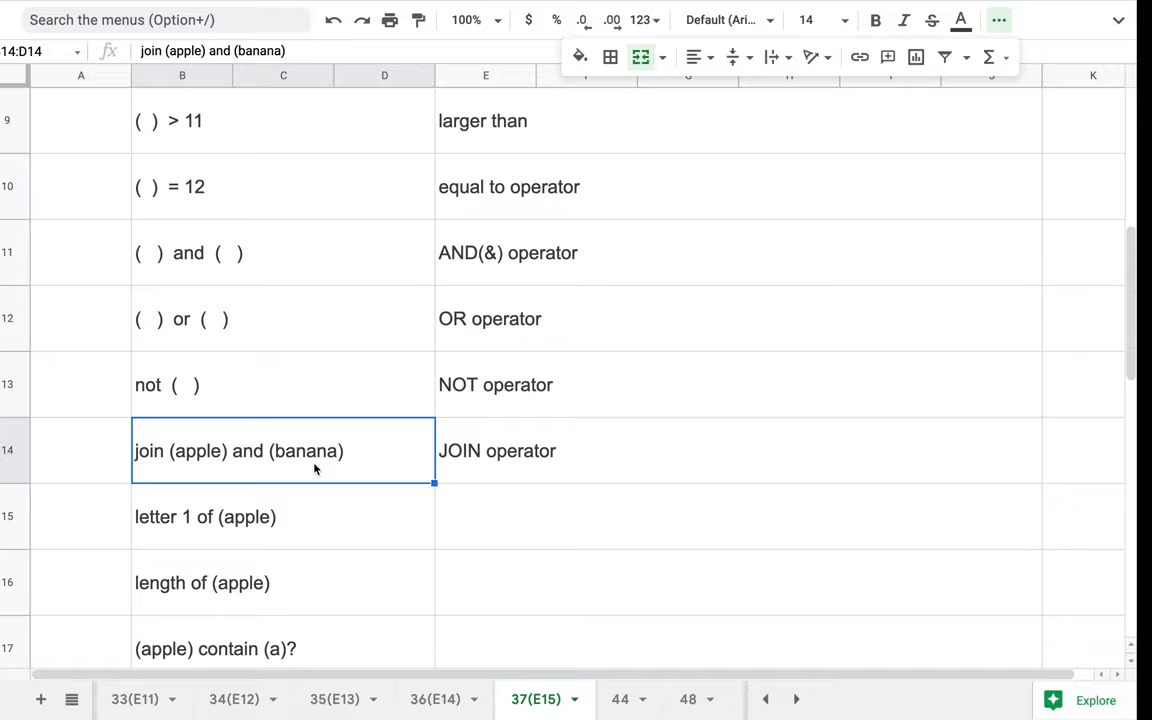 Search the menus (Option+/) 100% $ % .0 .00 123 Default (Ari... 14 B I S A
14:D14 fx join (apple) and (banana)
A B C D E K
9 ( ) > 11 larger than
10 ( ) = 12 equal to operator
11 ( ) and ( ) AND(&) operator
12 ( ) or ( ) OR operator
13 not ( ) NOT operator
14 join (apple) and (banana) JOIN operator
15 letter 1 of (apple)
16 length of (apple)
17 (apple) contain (a)?
+ 33(E11) 34(E12) 35(E13) 36(E14) 37(E15) 44 48 Explore